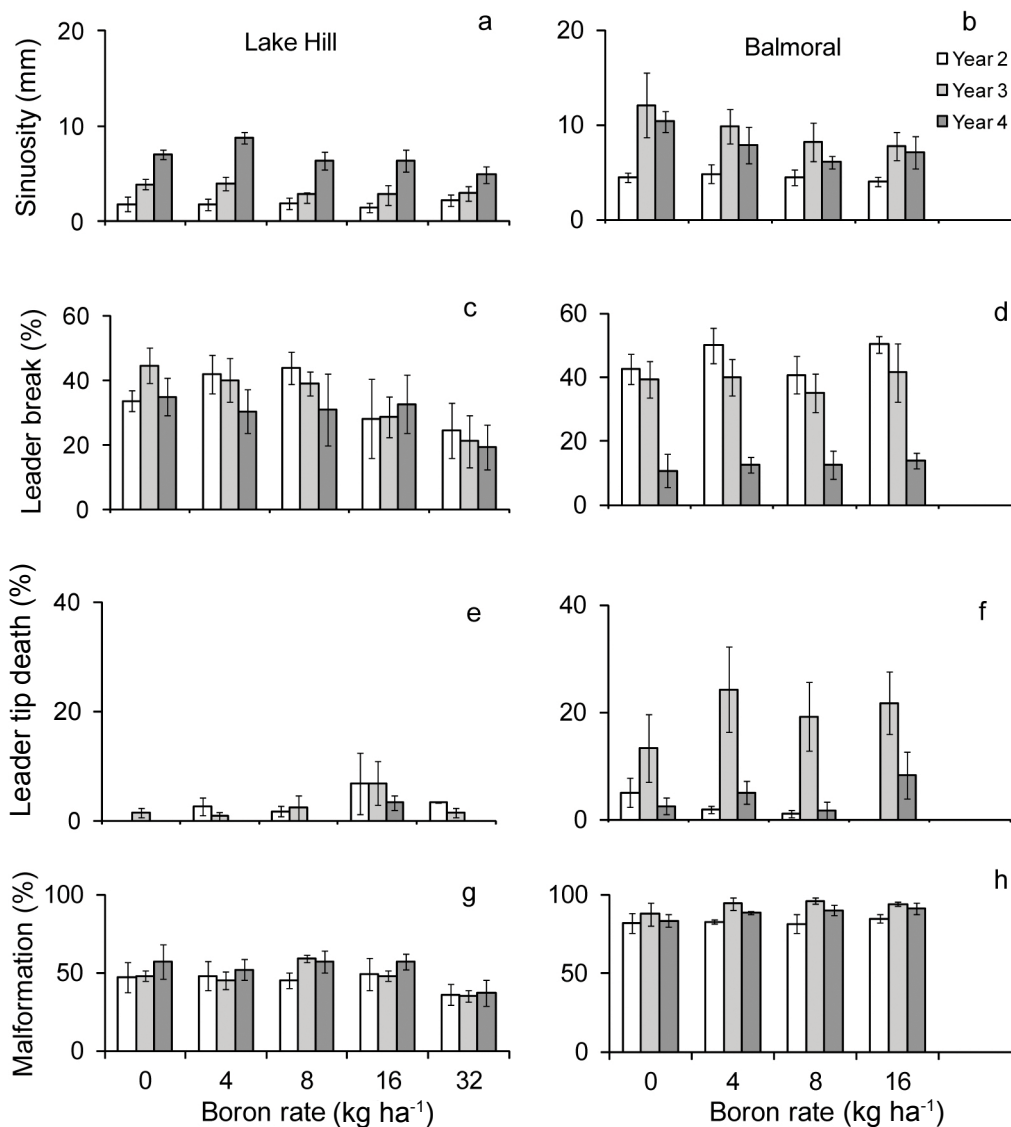 a
b
Lake Hill
Balmoral
Year 2
Year 3
Year 4
Sinuosity (mm)
20
10
0
20
10
0
c
d
Leader break (%)
60
40
20
0
60
40
20
0
e
f
Leader tip death (%)
40
20
0
40
20
0
g
h
Malformation (%)
100
50
0
100
50
0
0 4 8 16 32
0 4 8 16
Boron rate (kg ha⁻¹)
Boron rate (kg ha⁻¹)